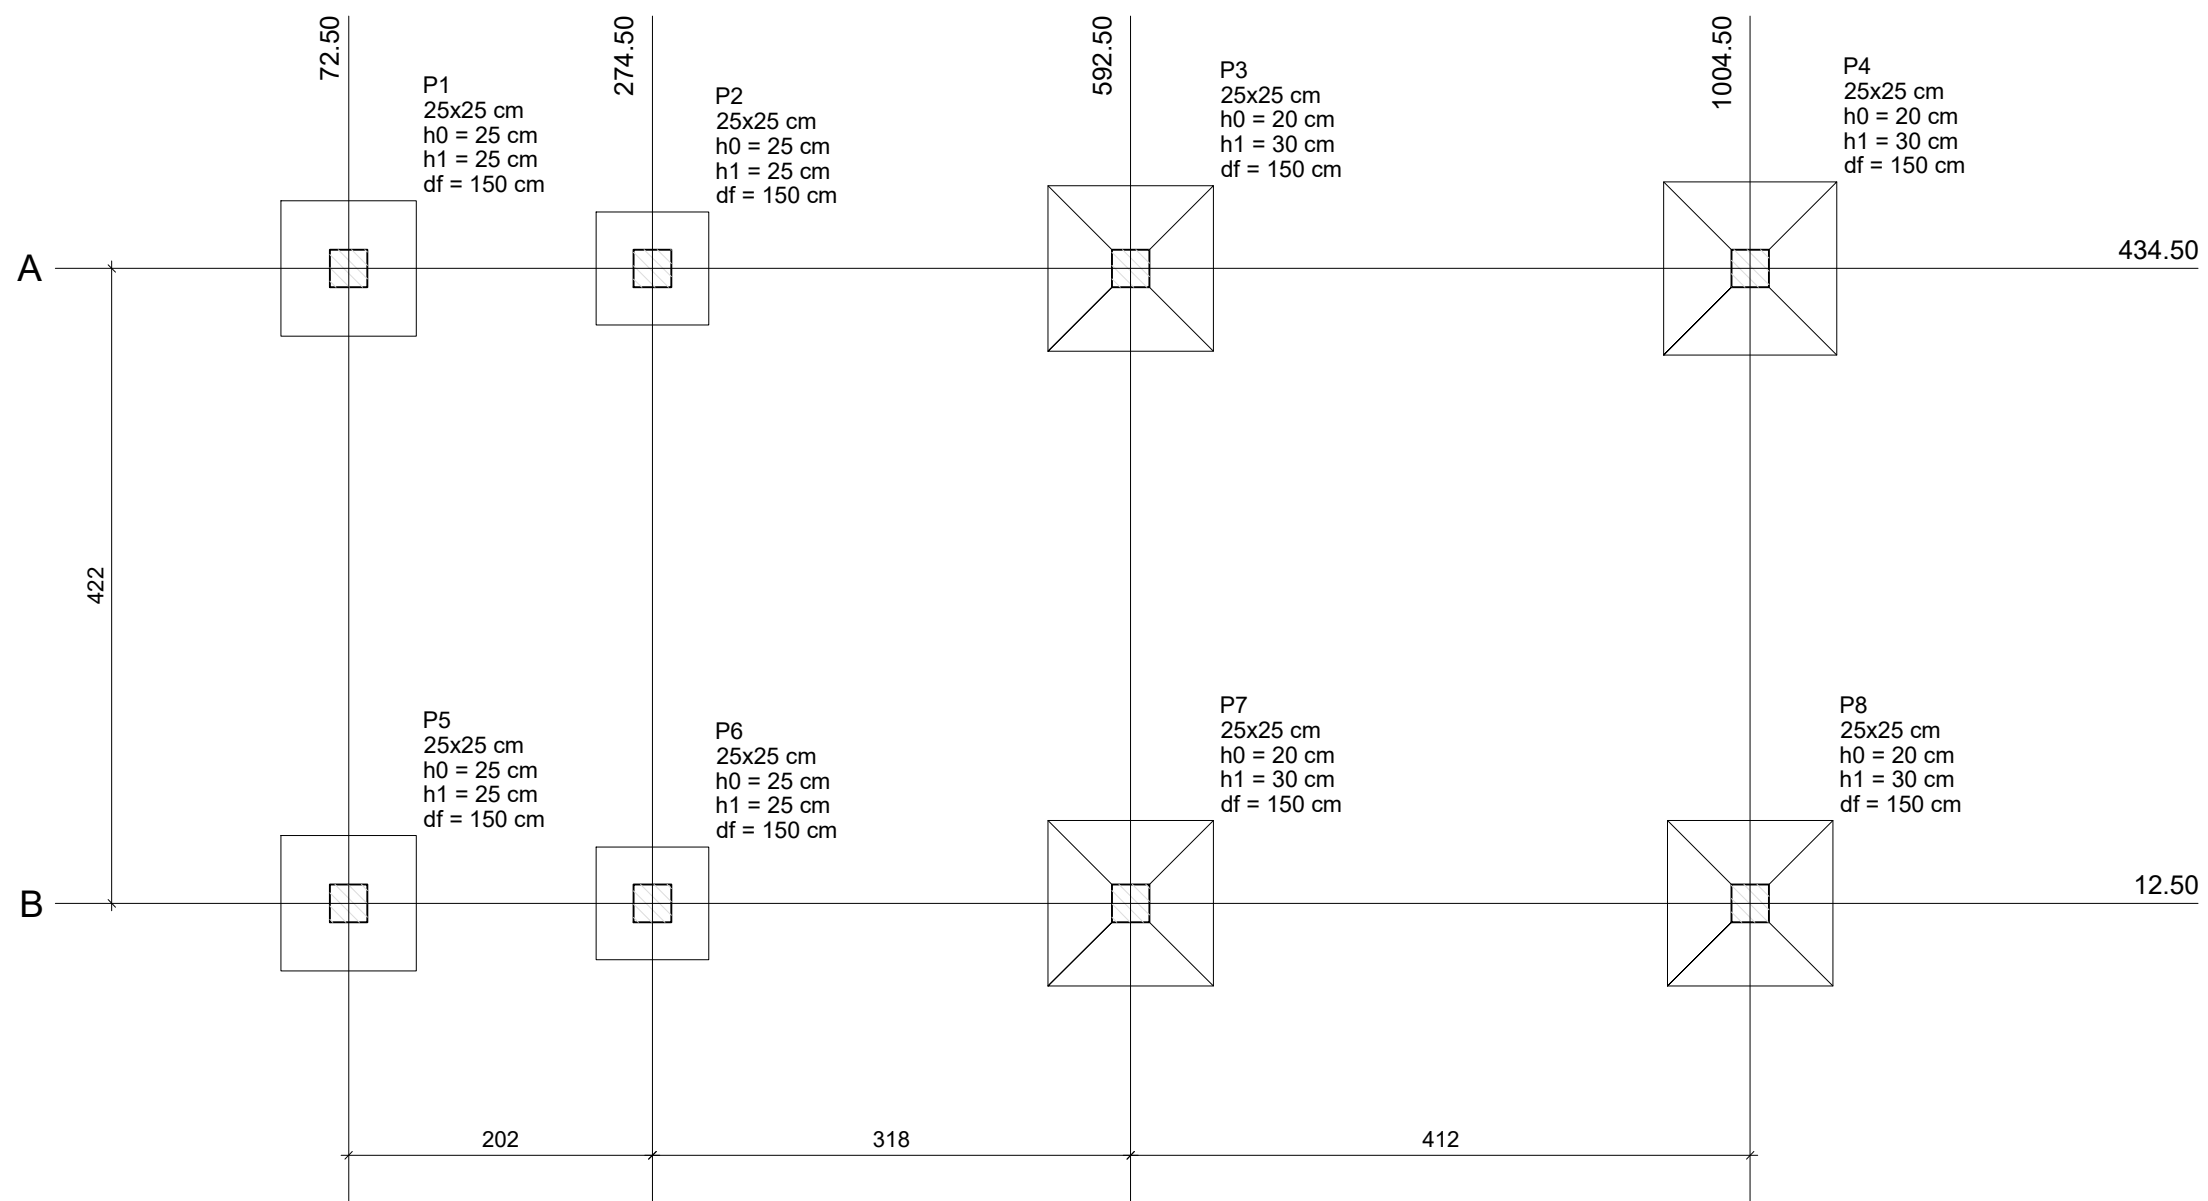 72.50
274.50
592.50
1004.50
P1
25x25 cm
h0 = 25 cm
h1 = 25 cm
df = 150 cm
P2
25x25 cm
h0 = 25 cm
h1 = 25 cm
df = 150 cm
P3
25x25 cm
h0 = 20 cm
h1 = 30 cm
df = 150 cm
P4
25x25 cm
h0 = 20 cm
h1 = 30 cm
df = 150 cm
A
434.50
422
P5
25x25 cm
h0 = 25 cm
h1 = 25 cm
df = 150 cm
P6
25x25 cm
h0 = 25 cm
h1 = 25 cm
df = 150 cm
P7
25x25 cm
h0 = 20 cm
h1 = 30 cm
df = 150 cm
P8
25x25 cm
h0 = 20 cm
h1 = 30 cm
df = 150 cm
B
12.50
202
318
412